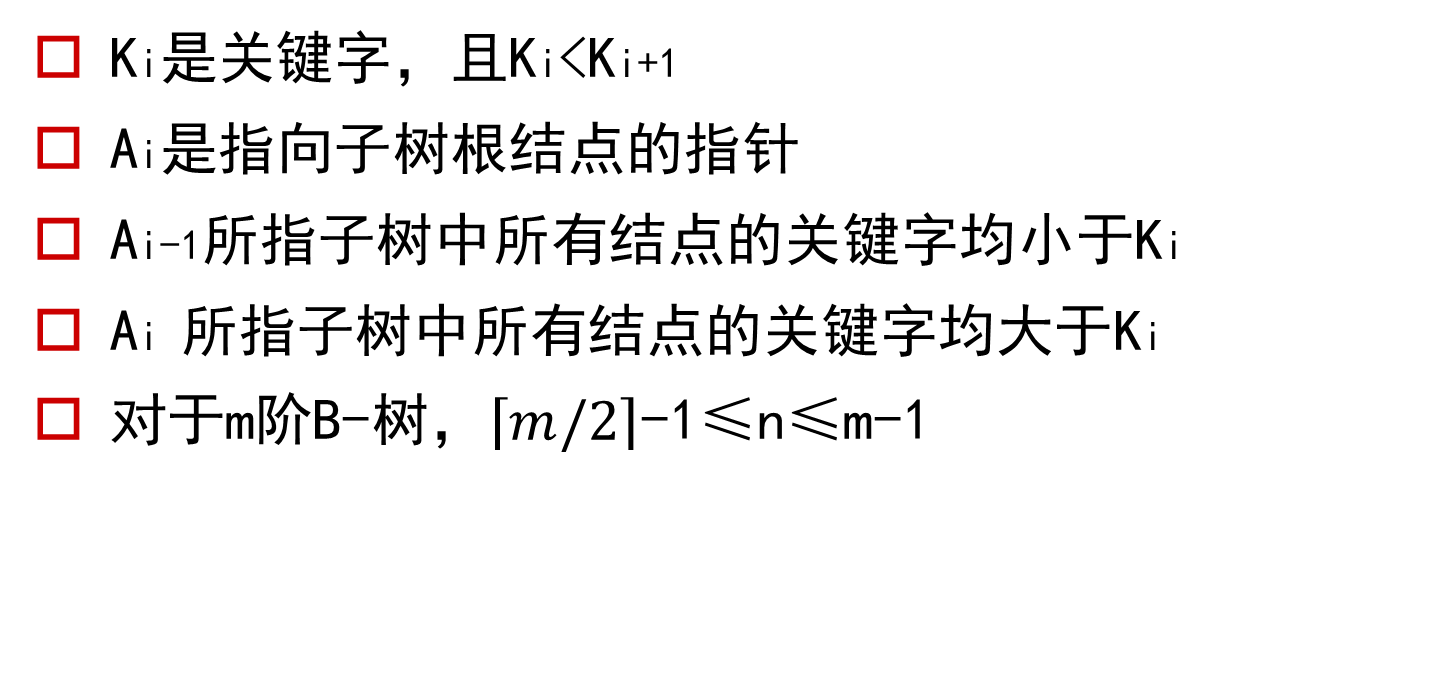 Ki是关键字，且Ki<Ki+1
Ai是指向子树根结点的指针
Ai-1所指子树中所有结点的关键字均小于Ki
Ai 所指子树中所有结点的关键字均大于Ki
对于m阶B-树，⌈m/2⌉-1≤n≤m-1